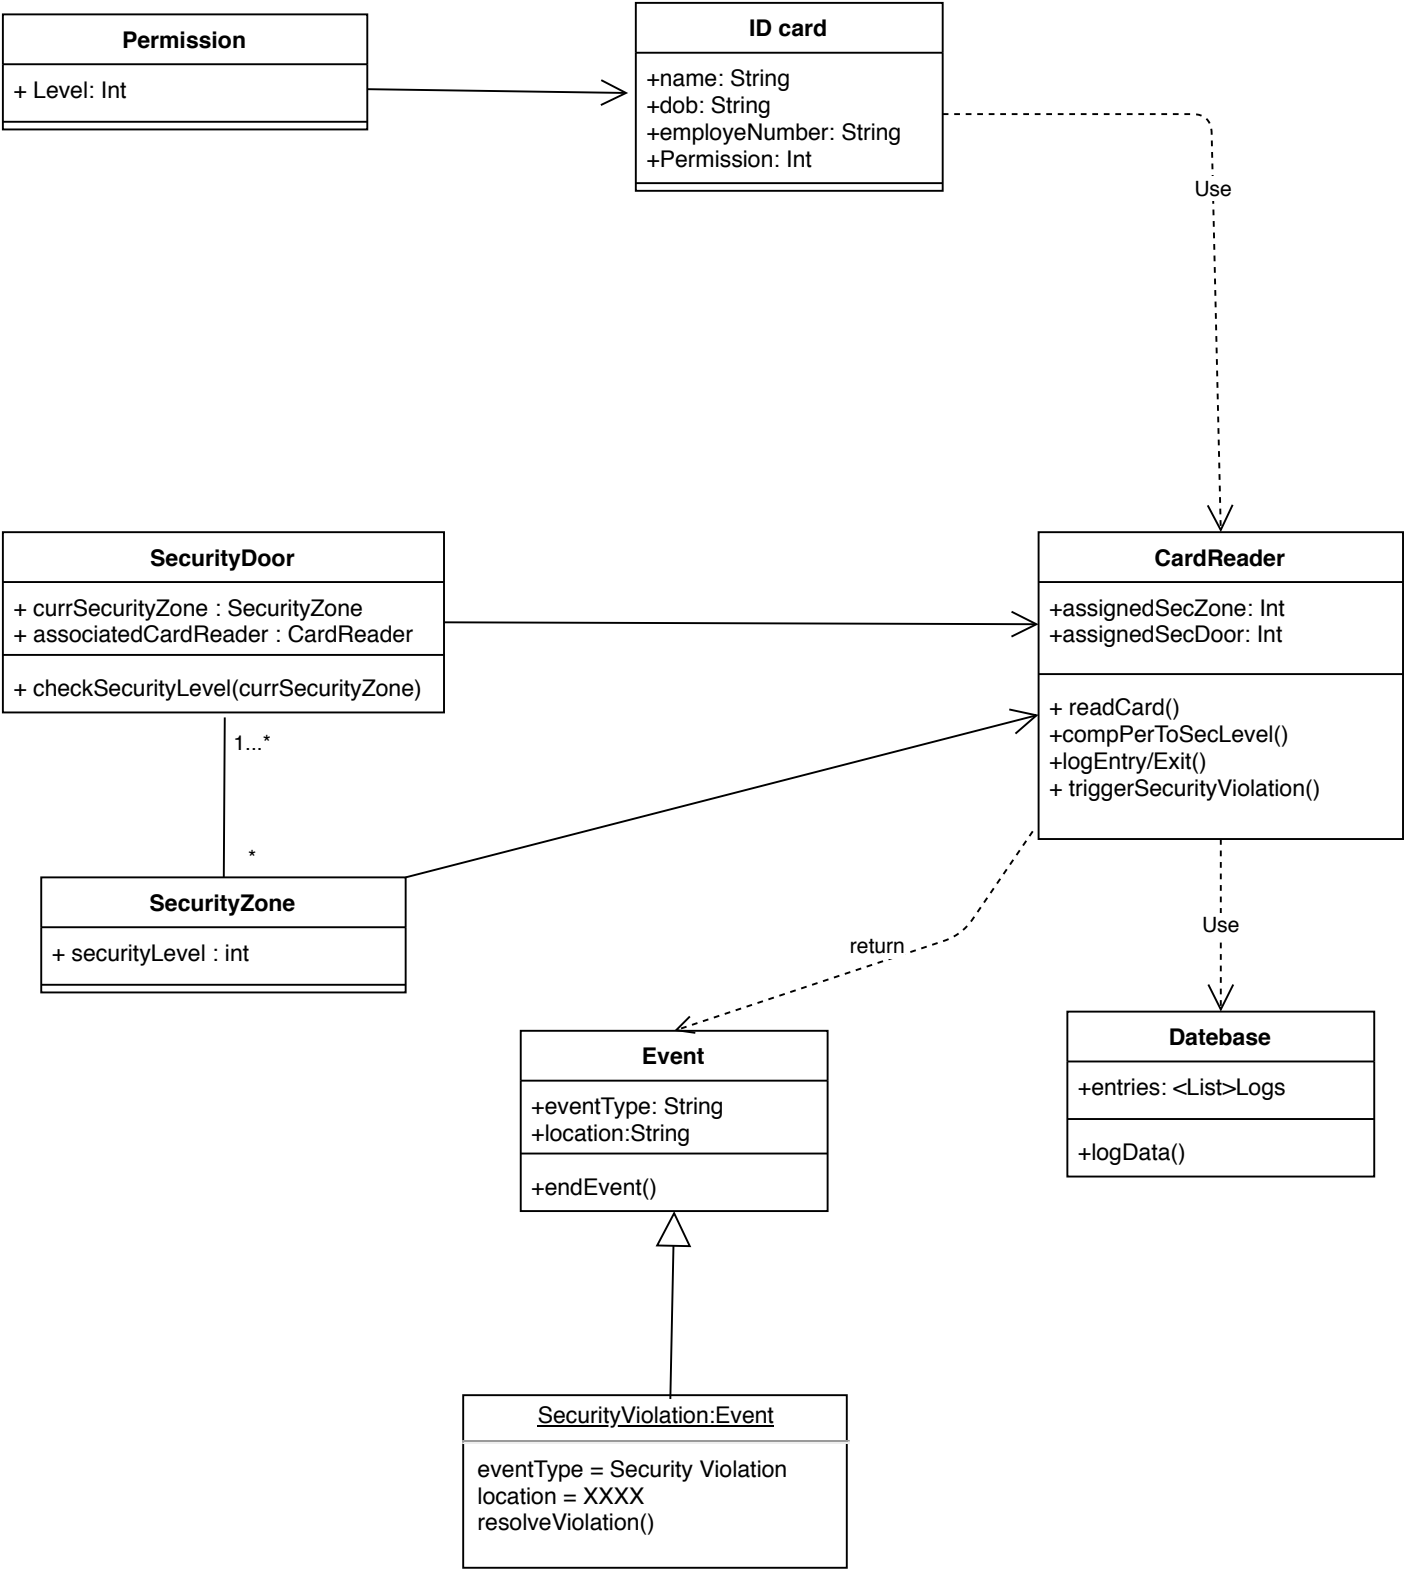 Permission
+ Level: Int
ID card
+name: String
+dob: String
+employeNumber: String
+Permission: Int
Use
SecurityDoor
+ currSecurityZone : SecurityZone
+ associatedCardReader : CardReader
+ checkSecurityLevel(currSecurityZone)
CardReader
+assignedSecZone: Int
+assignedSecDoor: Int
+ readCard()
+compPerToSecLevel()
+logEntry/Exit()
+ triggerSecurityViolation()
1...*
*
SecurityZone
+ securityLevel : int
return
Use
Event
+eventType: String
+location:String
+endEvent()
Datebase
+entries: <List>Logs
+logData()
SecurityViolation:Event
eventType = Security Violation
location = XXXX
resolveViolation()